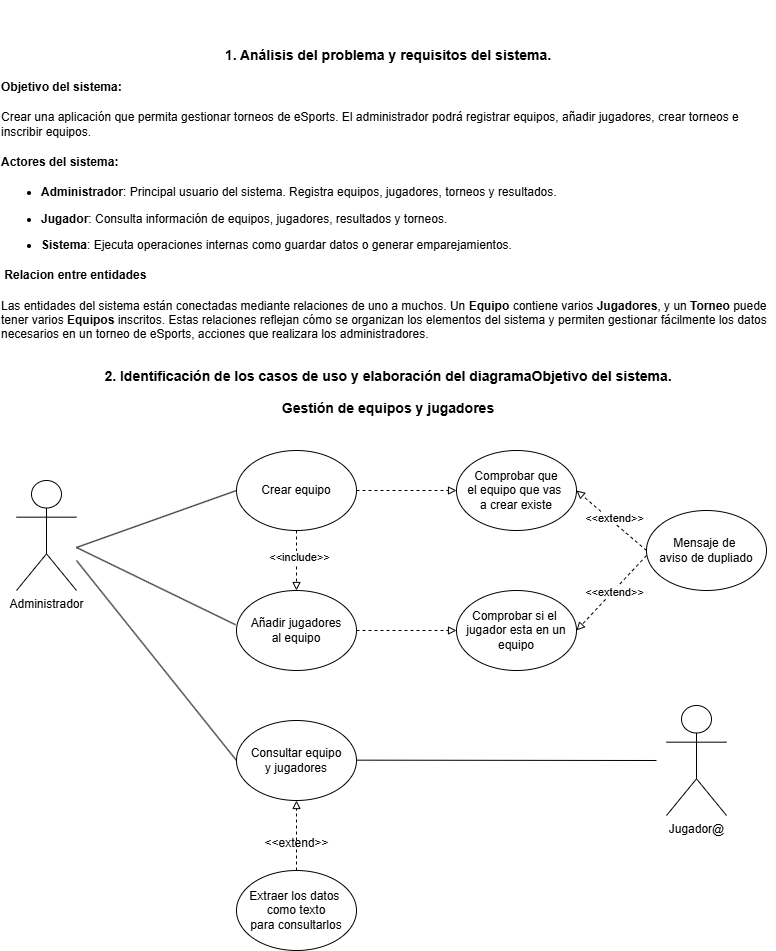 1. Análisis del problema y requisitos del sistema.
Objetivo del sistema:
Crear una aplicación que permita gestionar torneos de eSports. El administrador podrá registrar equipos, añadir jugadores, crear torneos e
inscribir equipos.
Actores del sistema:
• Administrador: Principal usuario del sistema. Registra equipos, jugadores, torneos y resultados.
• Jugador: Consulta información de equipos, jugadores, resultados y torneos.
• Sistema: Ejecuta operaciones internas como guardar datos o generar emparejamientos.
Relacion entre entidades
Las entidades del sistema están conectadas mediante relaciones de uno a muchos. Un Equipo contiene varios Jugadores, y un Torneo puede
tener varios Equipos inscritos. Estas relaciones reflejan cómo se organizan los elementos del sistema y permiten gestionar fácilmente los datos
necesarios en un torneo de eSports, acciones que realizara los administradores.
2. Identificación de los casos de uso y elaboración del diagramaObjetivo del sistema.
Gestión de equipos y jugadores
Crear equipo
Comprobar que
el equipo que vas
a crear existe
<<extend>>
Mensaje de
aviso de dupliado
<<include>>
<<extend>>
Administrador
Añadir jugadores
al equipo
Comprobar si el
jugador esta en un
equipo
Consultar equipo
y jugadores
Jugador@
<<extend>>
Extraer los datos
como texto
para consultarlos